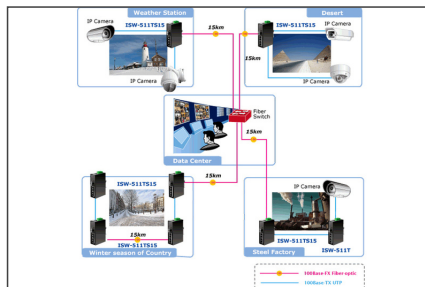 Weather Station
IP Camera
ISW-511TS15
IP Camera
15km
Desert
ISW-511TS15
IP Camera
15km
IP Camera
Fiber
Switch
15km
Data Center
15km
ISW-511TS15
15km
ISW-511TS15
Winter season of Country
IP Camera
ISW-511TS15
ISW-511T
Steel Factory
100Base-FX Fiber optic
100Base-TX UTP